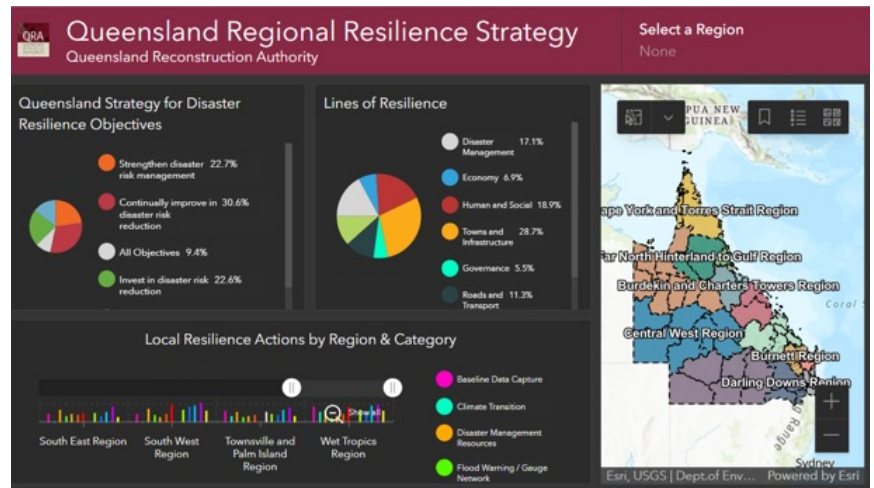 QRA
Queensland Regional Resilience Strategy
Queensland Reconstruction Authority
Select a Region
None
Queensland Strategy for Disaster
Resilience Objectives
Strengthen disaster 22.7%
risk management
Continually improve in 30.6%
disaster risk
reduction
All Objectives 9.4%
Invest in disaster risk 22.6%
reduction
Lines of Resilience
Disaster 17.1%
Management
Economy 6.9%
Human and Social 18.9%
Towns and 28.7%
Infrastructure
Governance 5.5%
Roads and 11.3%
Transport
Local Resilience Actions by Region & Category
Show all
South East Region
South West
Region
Townsville and
Palm Island
Region
Wet Tropics
Region
Baseline Data Capture
Climate Transition
Disaster Management
Resources
Flood Warning / Gauge
Network
PUA NEW
GUINEA
ape York and Torres Strait Region
ar North Hinterland to Gulf Region
Burdekin and Charters Towers Region
Coral
Central West Region
Burnett Region
Darling Downs Region
ng Range
Sydney
Esri, USGS | Dept.of Env... Powered by Esri